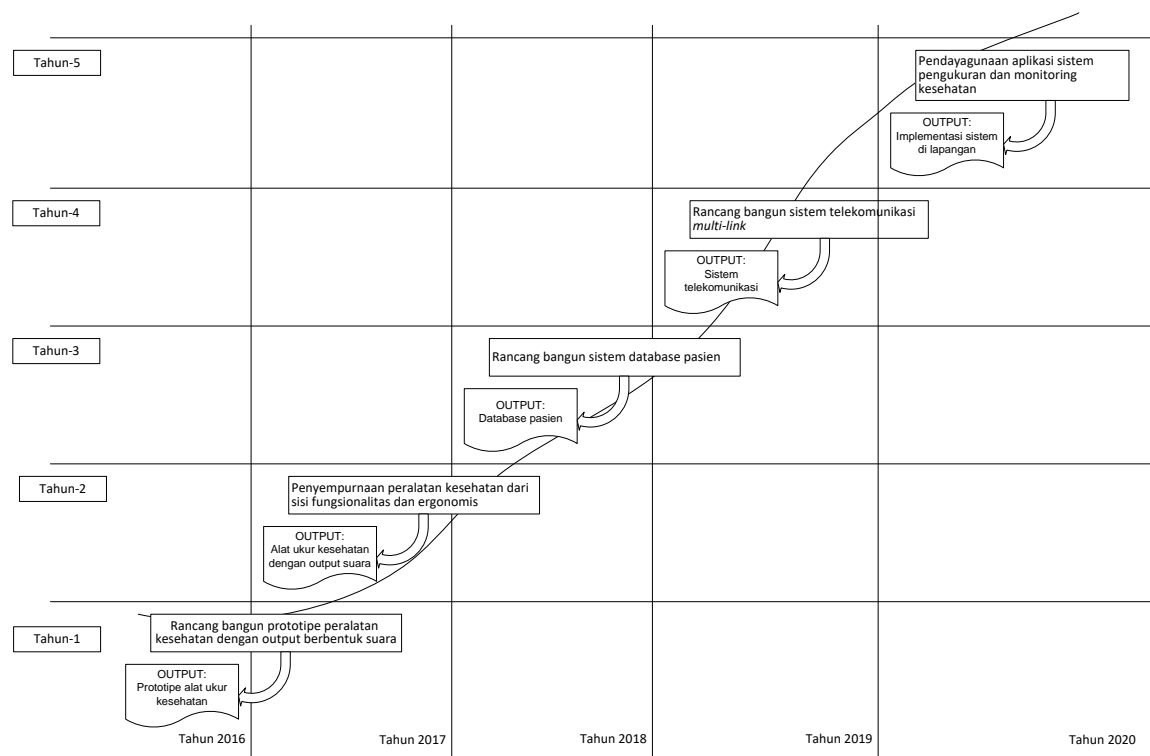 Tahun-5
Pendayagunaan aplikasi sistem
pengukuran dan monitoring
kesehatan
OUTPUT:
Implementasi sistem
di lapangan
Tahun-4
Rancang bangun sistem telekomunikasi
multi-link
OUTPUT:
Sistem
telekomunikasi
Tahun-3
Rancang bangun sistem database pasien
OUTPUT:
Database pasien
Tahun-2
Penyempurnaan peralatan kesehatan dari
sisi fungsionalitas dan ergonomis
OUTPUT:
Alat ukur kesehatan
dengan output suara
Tahun-1
Rancang bangun prototipe peralatan
kesehatan dengan output berbentuk suara
OUTPUT:
Prototipe alat ukur
kesehatan
Tahun 2016
Tahun 2017
Tahun 2018
Tahun 2019
Tahun 2020